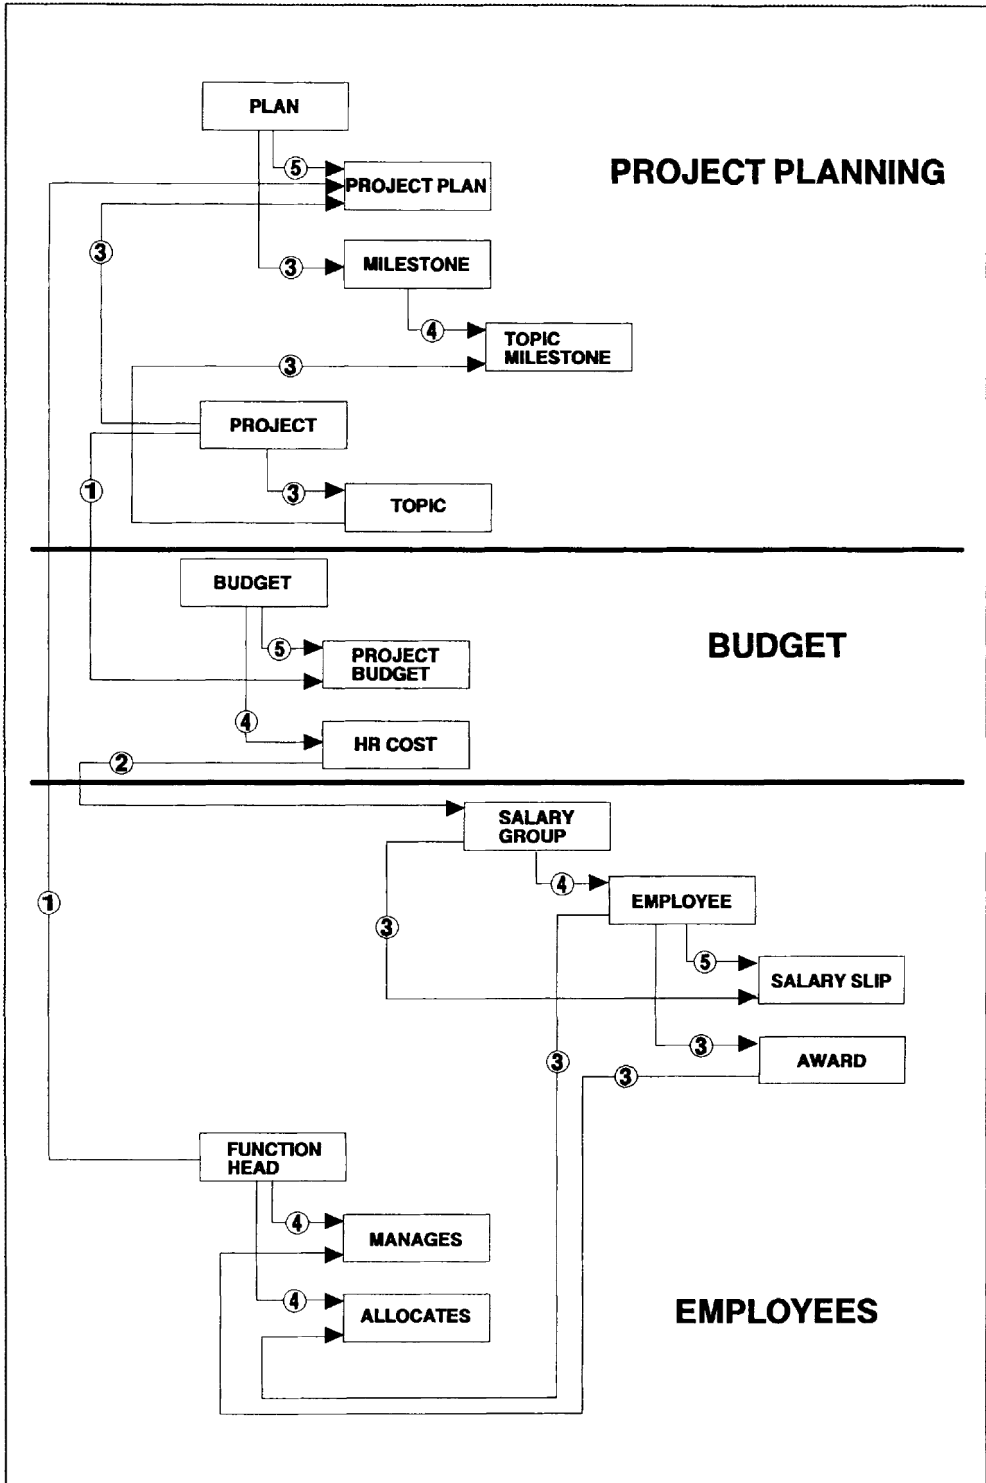 PLAN
5
PROJECT PLANNING
PROJECT PLAN
3
MILESTONE
3
4
TOPIC
MILESTONE
3
PROJECT
1
3
TOPIC
BUDGET
5
PROJECT
BUDGET
BUDGET
4
HR COST
2
SALARY
GROUP
4
EMPLOYEE
1
3
5
SALARY SLIP
3
AWARD
3
3
FUNCTION
HEAD
4
MANAGES
4
ALLOCATES
EMPLOYEES